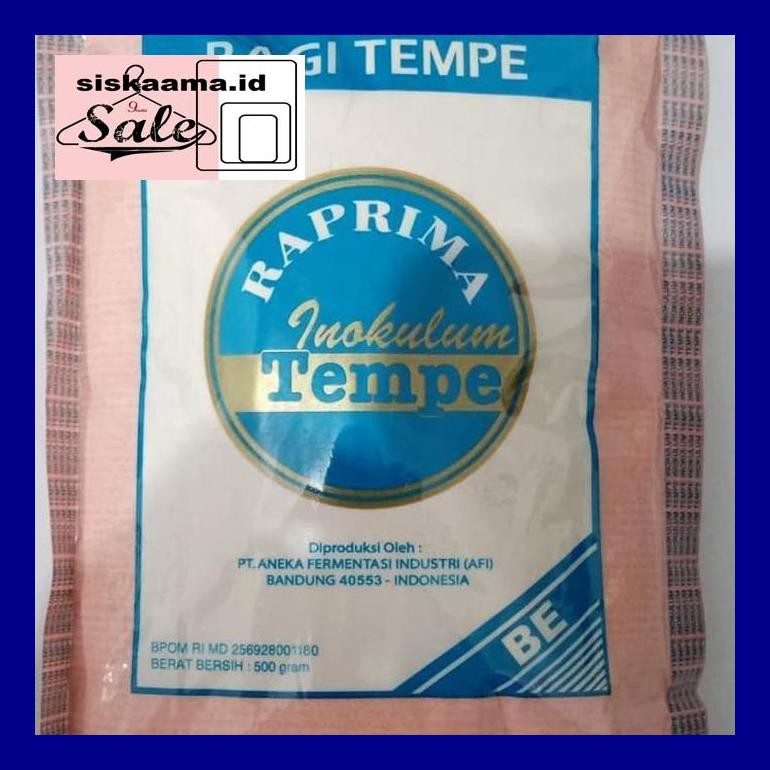 siskaama.id
Sale
RAGI TEMPE
RAPRIMA
Inokulum
Tempe
Diproduksi Oleh :
PT. ANEKA FERMENTASI INDUSTRI (AFI)
BANDUNG 40553 - INDONESIA
BE
BPOM RI MD 256928001180
BERAT BERSIH : 500 gram